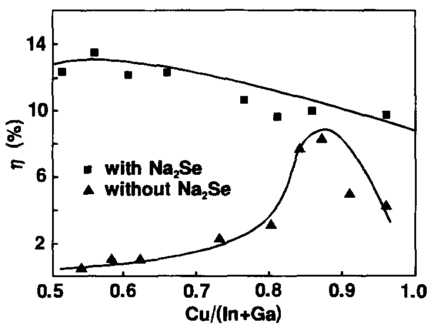 14
10
6
2
η (%)
with Na₂Se
without Na₂Se
0.5 0.6 0.7 0.8 0.9 1.0
Cu/(In+Ga)